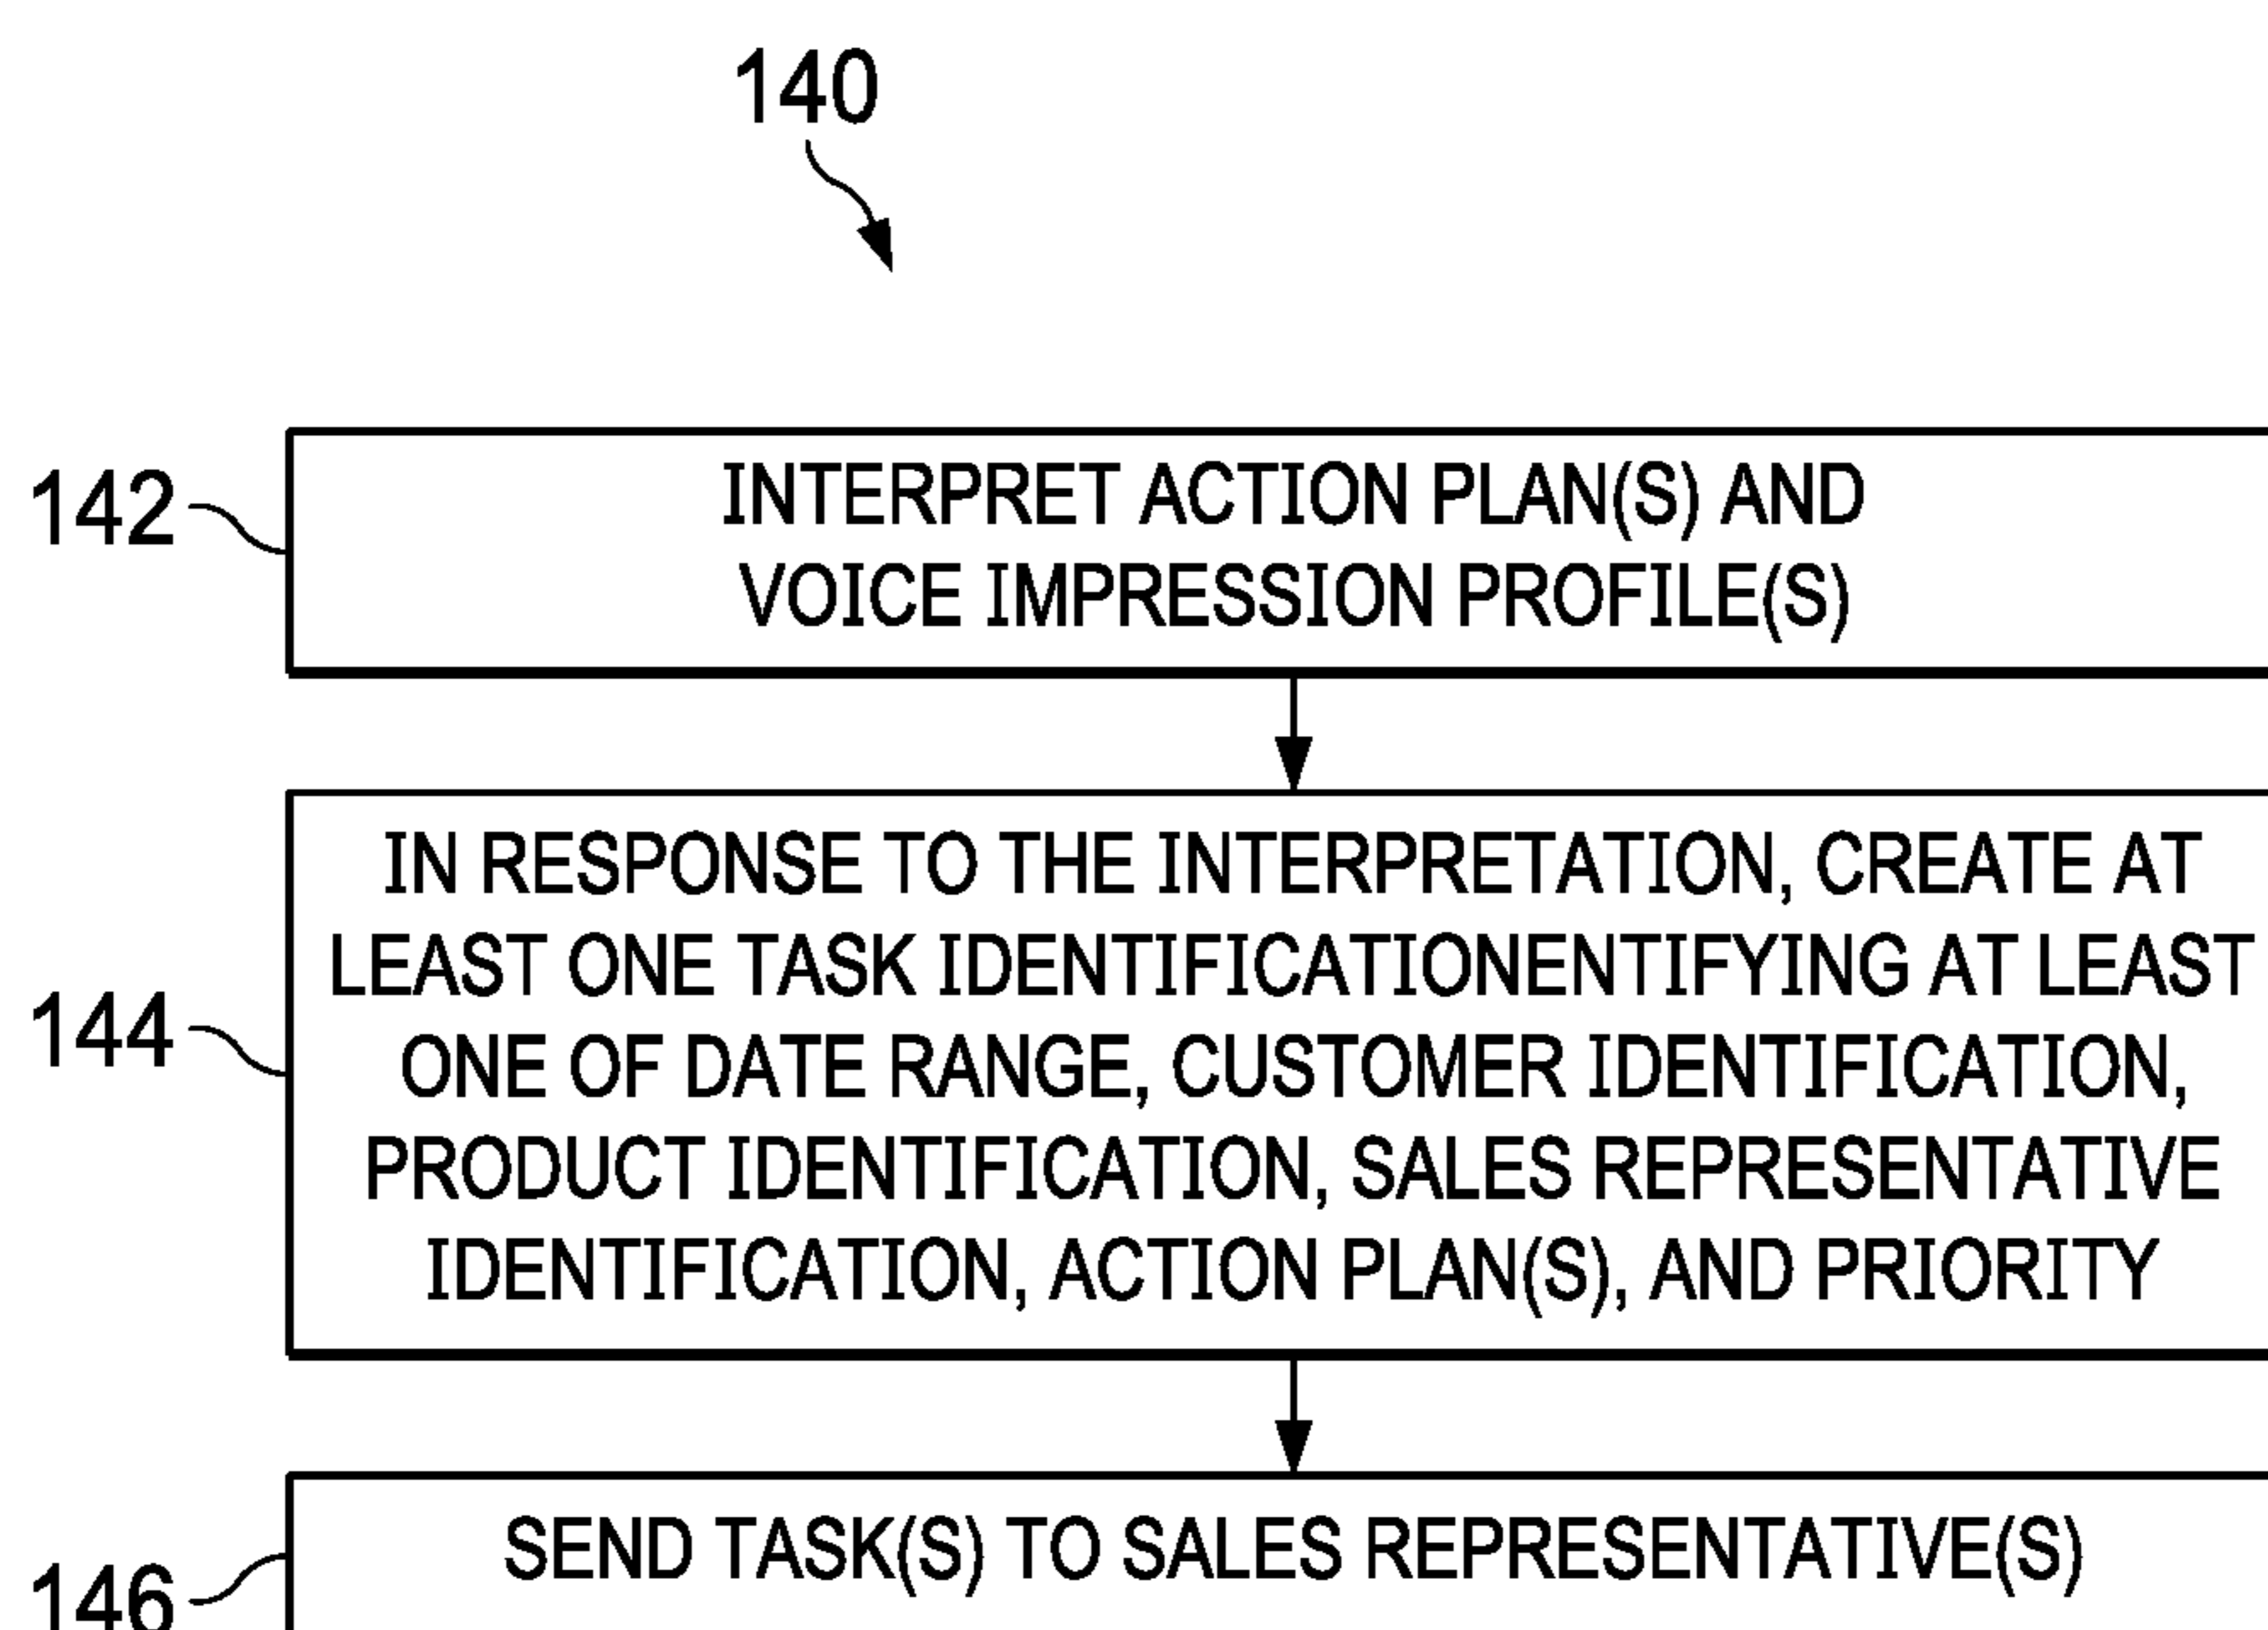 140
142
INTERPRET ACTION PLAN(S) AND
VOICE IMPRESSION PROFILE(S)
144
IN RESPONSE TO THE INTERPRETATION, CREATE AT
LEAST ONE TASK IDENTIFICATIONENTIFYING AT LEAST
ONE OF DATE RANGE, CUSTOMER IDENTIFICATION,
PRODUCT IDENTIFICATION, SALES REPRESENTATIVE
IDENTIFICATION, ACTION PLAN(S), AND PRIORITY
146
SEND TASK(S) TO SALES REPRESENTATIVE(S)